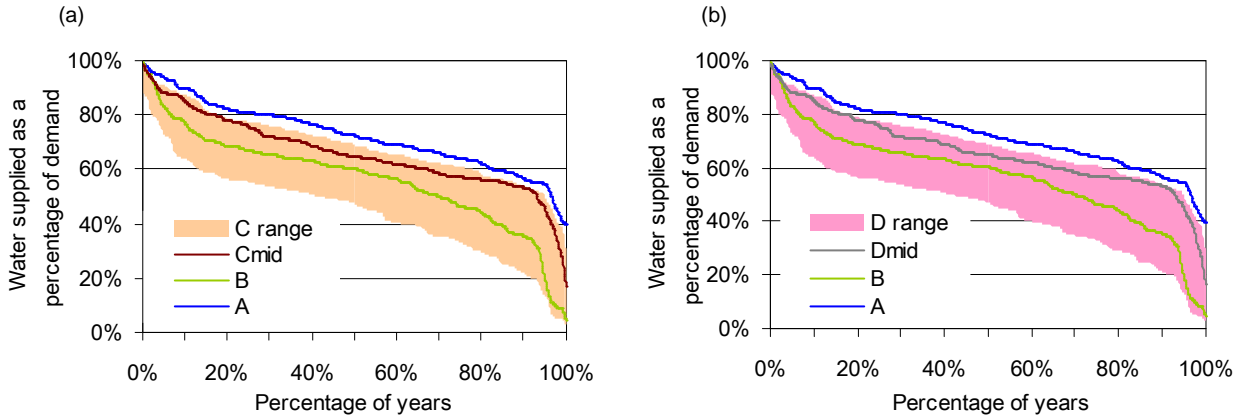 (a)
Water supplied as a
percentage of demand
100%
80%
60%
40%
20%
0%
C range
Cmid
B
A
0% 20% 40% 60% 80% 100%
Percentage of years
(b)
Water supplied as a
percentage of demand
100%
80%
60%
40%
20%
0%
D range
Dmid
B
A
0% 20% 40% 60% 80% 100%
Percentage of years